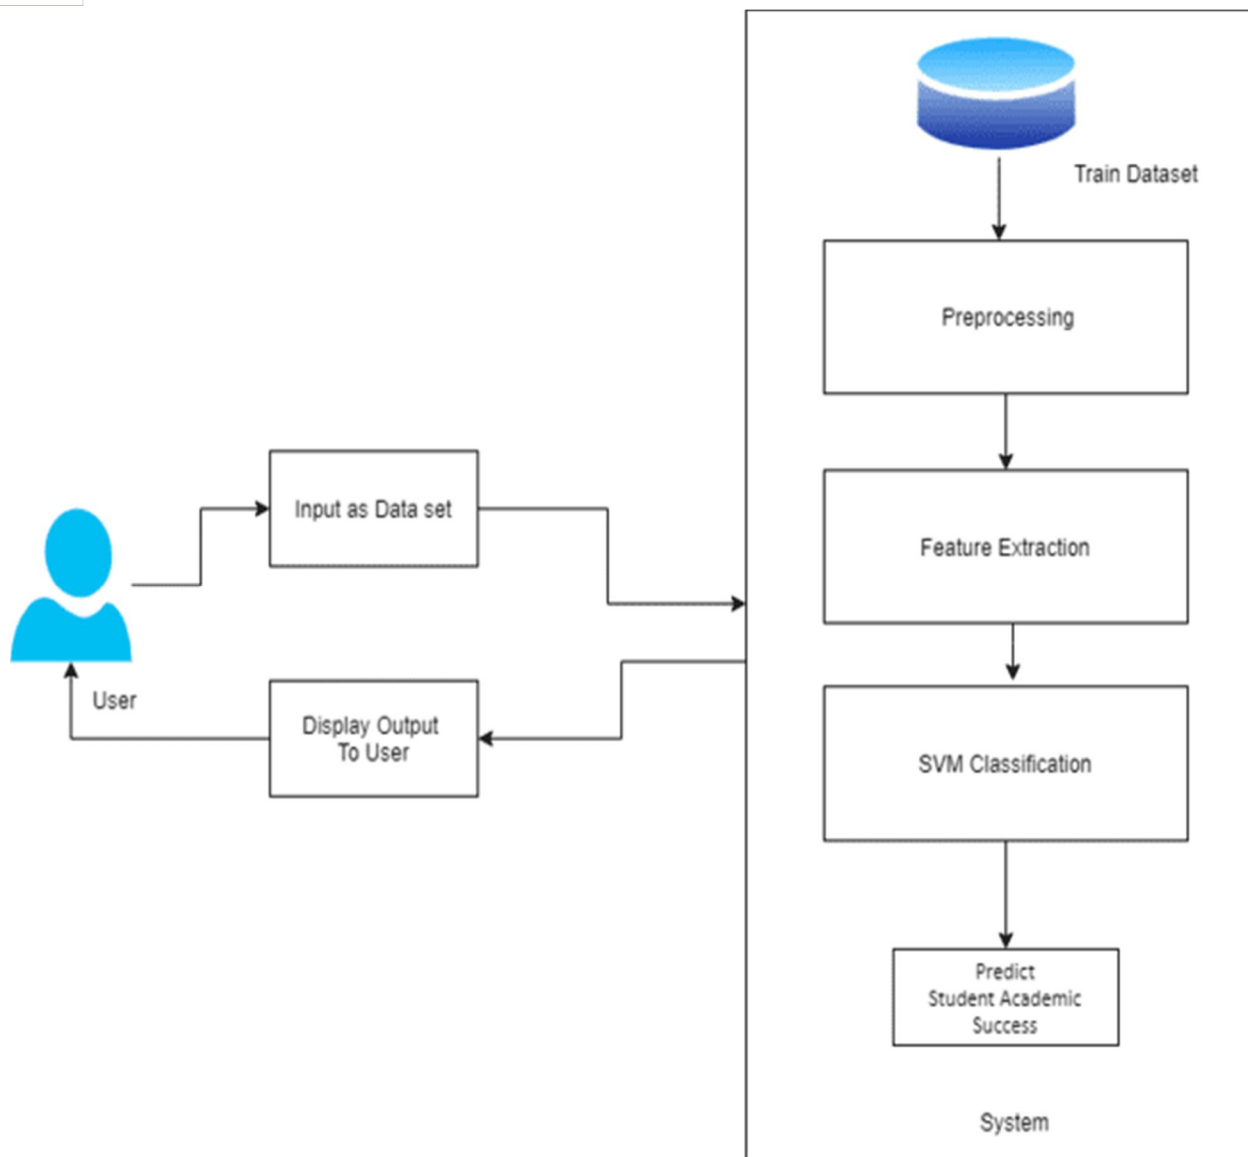 Train Dataset
Preprocessing
Input as Data set
Feature Extraction
User
Display Output
To User
SVM Classification
Predict
Student Academic
Success
System